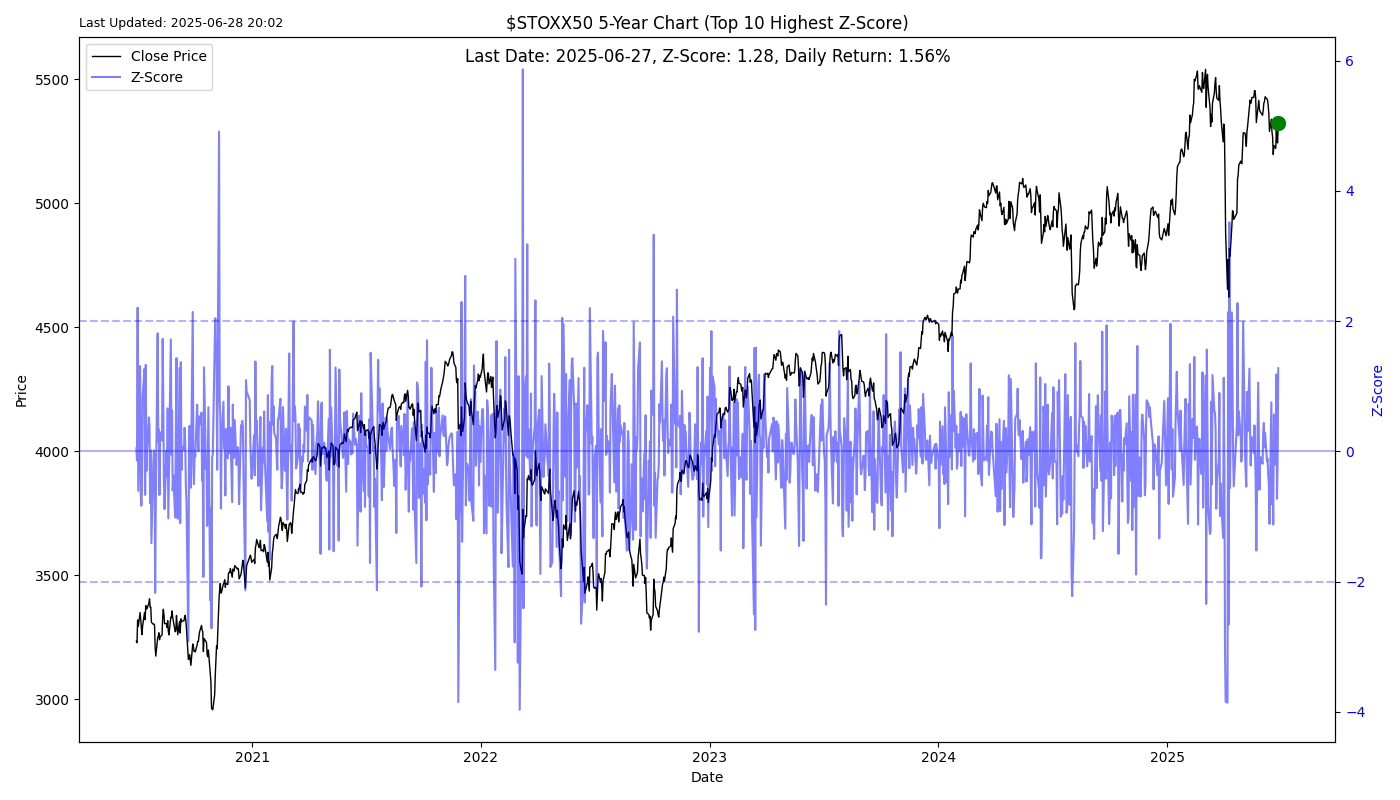 Last Updated: 2025-06-28 20:02
$STOXX50 5-Year Chart (Top 10 Highest Z-Score)
Last Date: 2025-06-27, Z-Score: 1.28, Daily Return: 1.56%
Close Price
Z-Score
5500
5000
4500
4000
3500
3000
Price
6
4
2
0
−2
−4
Z-Score
2021
2022
2023
2024
2025
Date